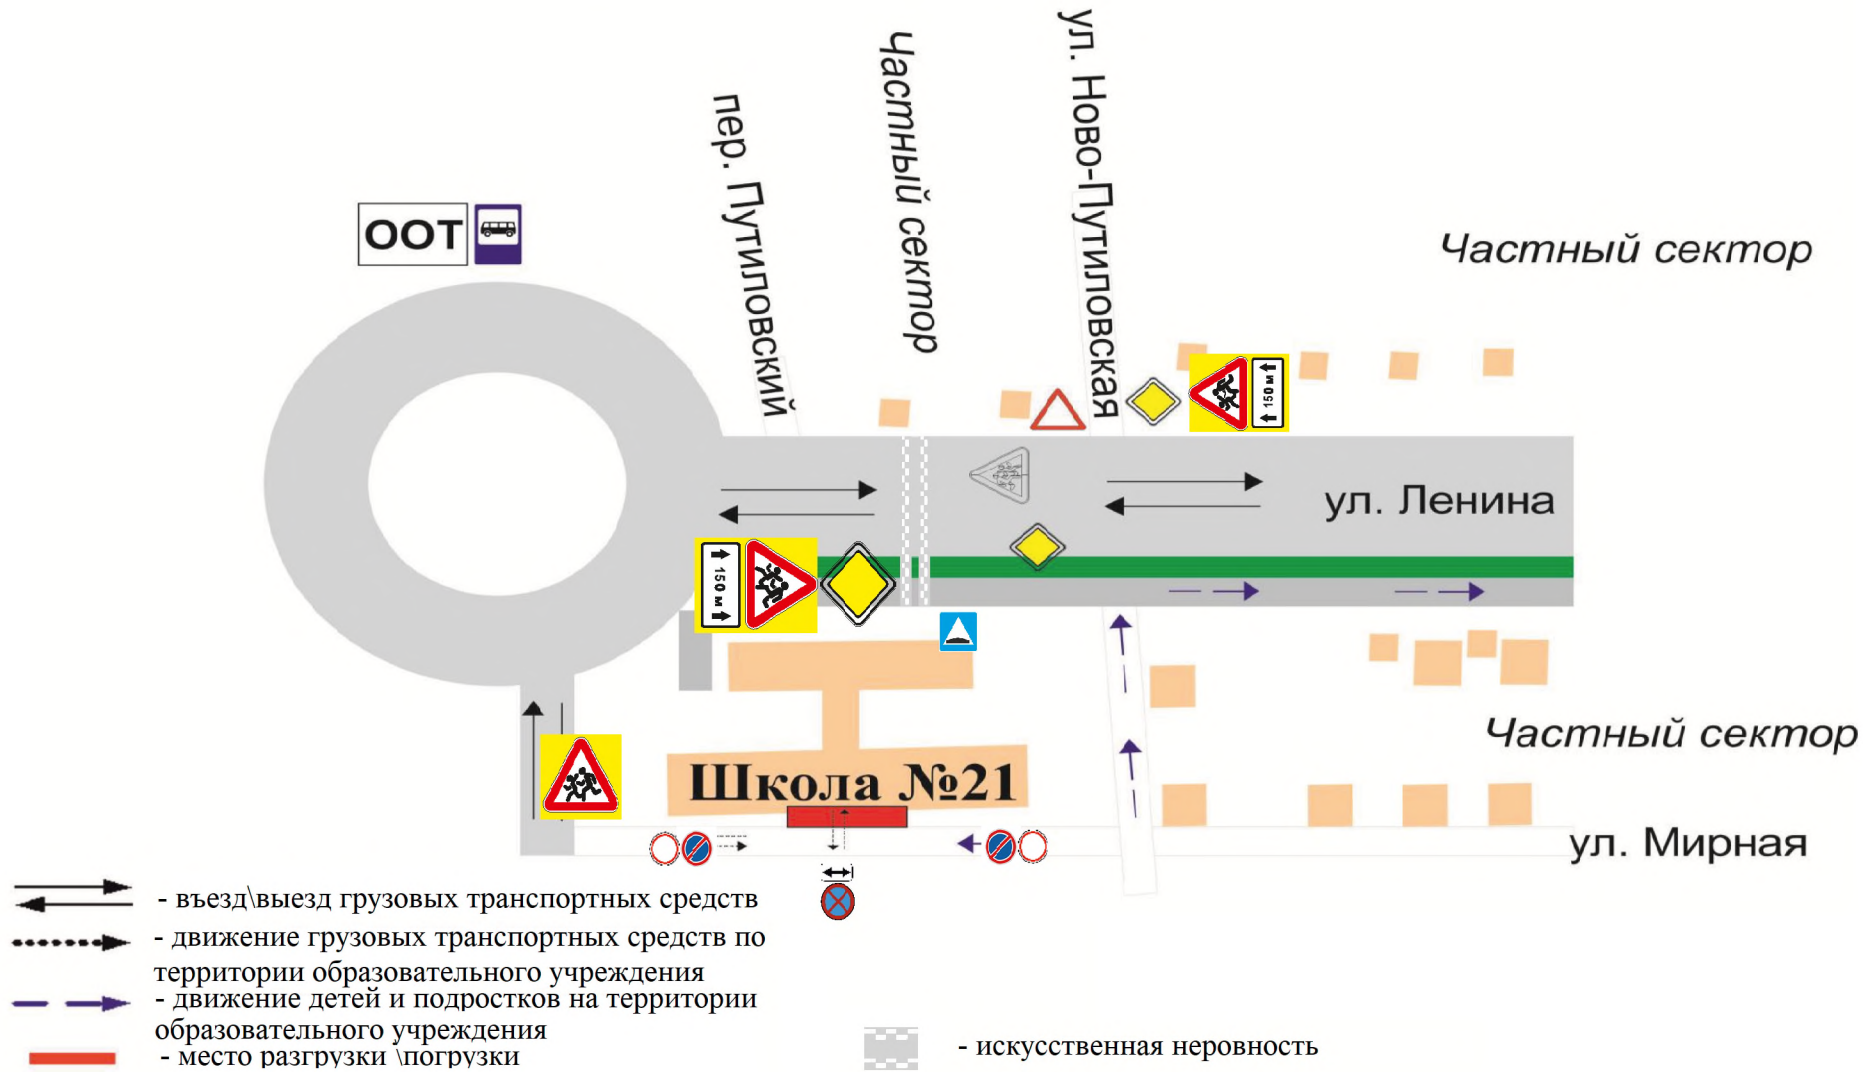 пер. Путиловский
Частный сектор
ул. Ново-Путиловская
ООТ
Частный сектор
150 м
ул. Ленина
150 м
Частный сектор
Школа №21
ул. Мирная
- въезд\выезд грузовых транспортных средств
- движение грузовых транспортных средств по
территории образовательного учреждения
- движение детей и подростков на территории
образовательного учреждения
- место разгрузки \погрузки
- искусственная неровность